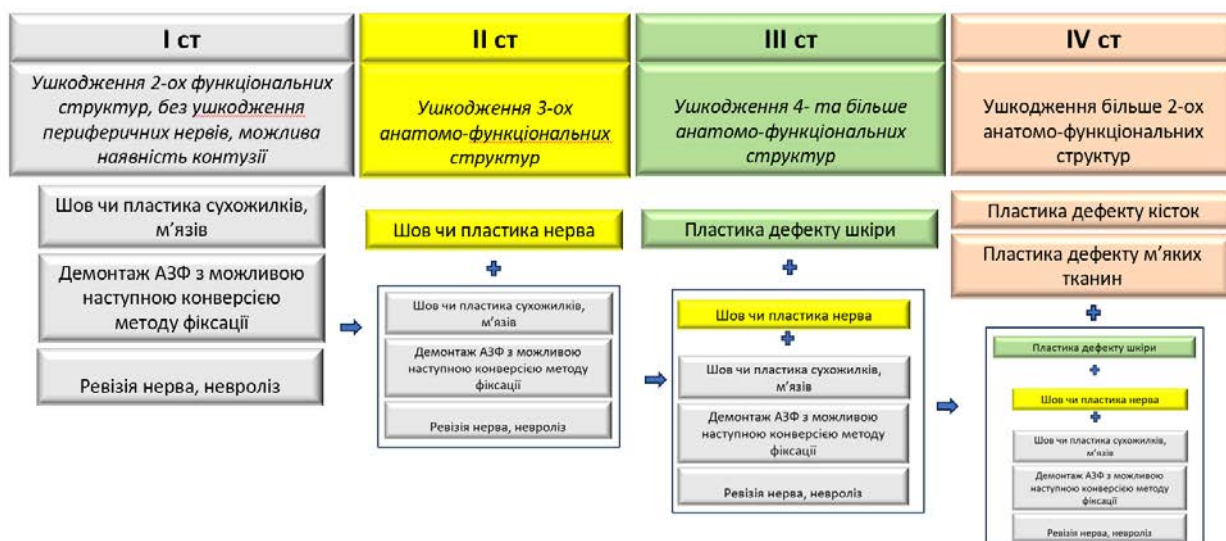 I ст
Ушкодження 2-ох функціональних
структур, без ушкодження
периферичних нервів, можлива
наявність контузії
Шов чи пластика сухожилків,
м’язів
Демонтаж АЗФ з можливою
наступною конверсією
методу фіксації
Ревізія нерва, невроліз
II ст
Ушкодження 3-ох
анатомо-функціональних
структур
Шов чи пластика нерва
+
Шов чи пластика сухожилків,
м’язів
Демонтаж АЗФ з можливою
наступною конверсією методу
фіксації
Ревізія нерва, невроліз
III ст
Ушкодження 4- та більше
анатомо-функціональних
структур
Пластика дефекту шкіри
+
Шов чи пластика нерва
+
Шов чи пластика сухожилків,
м’язів
Демонтаж АЗФ з можливою
наступною конверсією методу
фіксації
Ревізія нерва, невроліз
IV ст
Ушкодження більше 2-ох
анатомо-функціональних
структур
Пластика дефекту кісток
Пластика дефекту м’яких
тканин
+
Пластика дефекту шкіри
+
Шов чи пластика нерва
+
Шов чи пластика сухожилків,
м’язів
Демонтаж АЗФ з можливою
наступною конверсією методу
фіксації
Ревізія нерва, невроліз